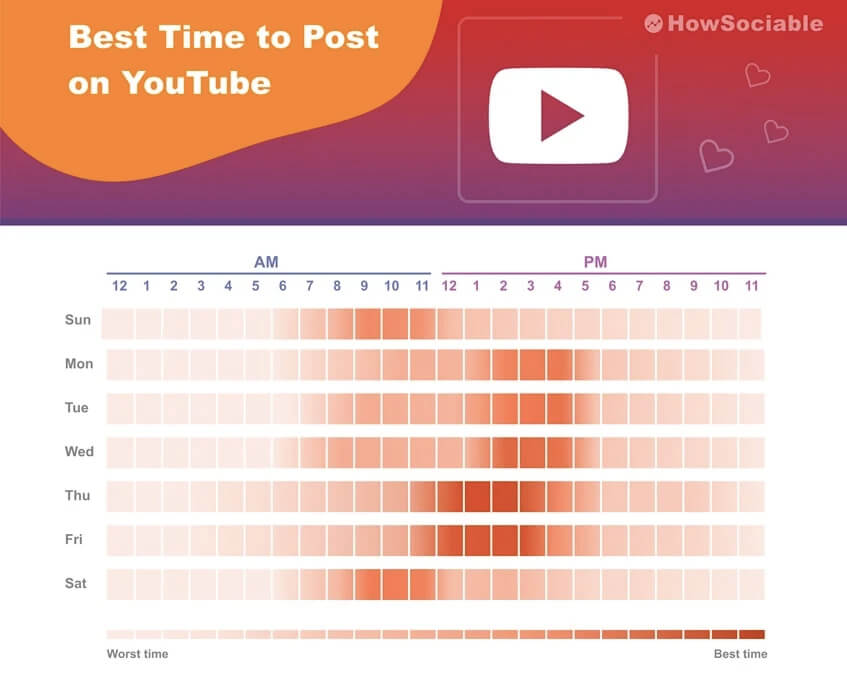 Best Time to Post
on YouTube
HowSociable
AM PM
12 1 2 3 4 5 6 7 8 9 10 11 12 1 2 3 4 5 6 7 8 9 10 11
Sun
Mon
Tue
Wed
Thu
Fri
Sat
Worst time Best time